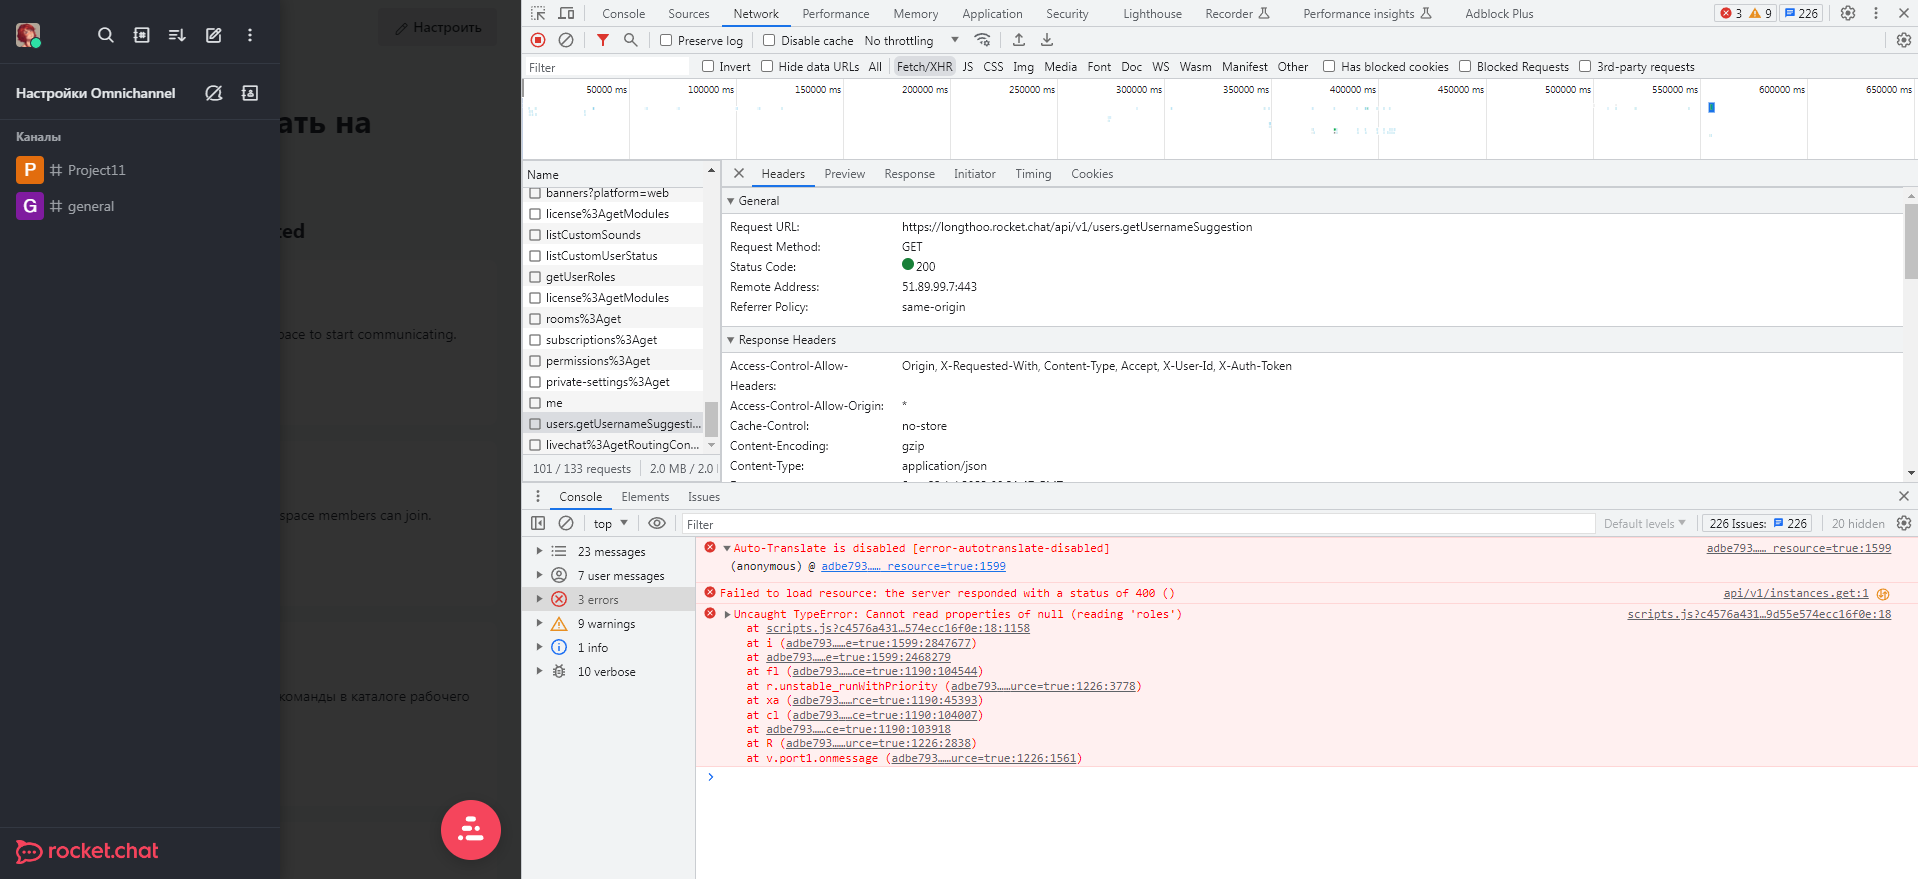 Настроить
Настройки Omnichannel
ать на
Каналы
P # Project11
G # general
ted
pace to start communicating.
space members can join.
команды в каталоге рабочего
rocket.chat
Console Sources Network Performance Memory Application Security Lighthouse Recorder Performance insights Adblock Plus 3 9 226
Preserve log Disable cache No throttling
Filter Invert Hide data URLs All Fetch/XHR JS CSS Img Media Font Doc WS Wasm Manifest Other Has blocked cookies Blocked Requests 3rd-party requests
50000 ms 100000 ms 150000 ms 200000 ms 250000 ms 300000 ms 350000 ms 400000 ms 450000 ms 500000 ms 550000 ms 600000 ms 650000 ms
Name
banners?platform=web
license%3AgetModules
listCustomSounds
listCustomUserStatus
getUserRoles
license%3AgetModules
rooms%3Aget
subscriptions%3Aget
permissions%3Aget
private-settings%3Aget
me
users.getUsernameSuggesti...
livechat%3AgetRoutingCon...
101 / 133 requests 2.0 MB / 2.0
Headers Preview Response Initiator Timing Cookies
General
Request URL: https://longthoo.rocket.chat/api/v1/users.getUsernameSuggestion
Request Method: GET
Status Code: 200
Remote Address: 51.89.99.7:443
Referrer Policy: same-origin
Response Headers
Access-Control-Allow-Headers: Origin, X-Requested-With, Content-Type, Accept, X-User-Id, X-Auth-Token
Access-Control-Allow-Origin: *
Cache-Control: no-store
Content-Encoding: gzip
Content-Type: application/json
Console Elements Issues
top Filter Default levels 226 Issues: 226 20 hidden
23 messages
7 user messages
3 errors
9 warnings
1 info
10 verbose
Auto-Translate is disabled [error-autotranslate-disabled] adbe793…… resource=true:1599
(anonymous) @ adbe793…… resource=true:1599
Failed to load resource: the server responded with a status of 400 () api/v1/instances.get:1
Uncaught TypeError: Cannot read properties of null (reading 'roles') scripts.js?c4576a431…9d55e574ecc16f0e:18
at scripts.js?c4576a431…574ecc16f0e:18:1158
at i (adbe793……e=true:1599:2847677)
at adbe793……e=true:1599:2468279
at fl (adbe793……ce=true:1190:104544)
at r.unstable_runWithPriority (adbe793……urce=true:1226:3778)
at xa (adbe793……rce=true:1190:45393)
at cl (adbe793……ce=true:1190:104007)
at adbe793……ce=true:1190:103918
at R (adbe793……urce=true:1226:2838)
at v.port1.onmessage (adbe793……urce=true:1226:1561)